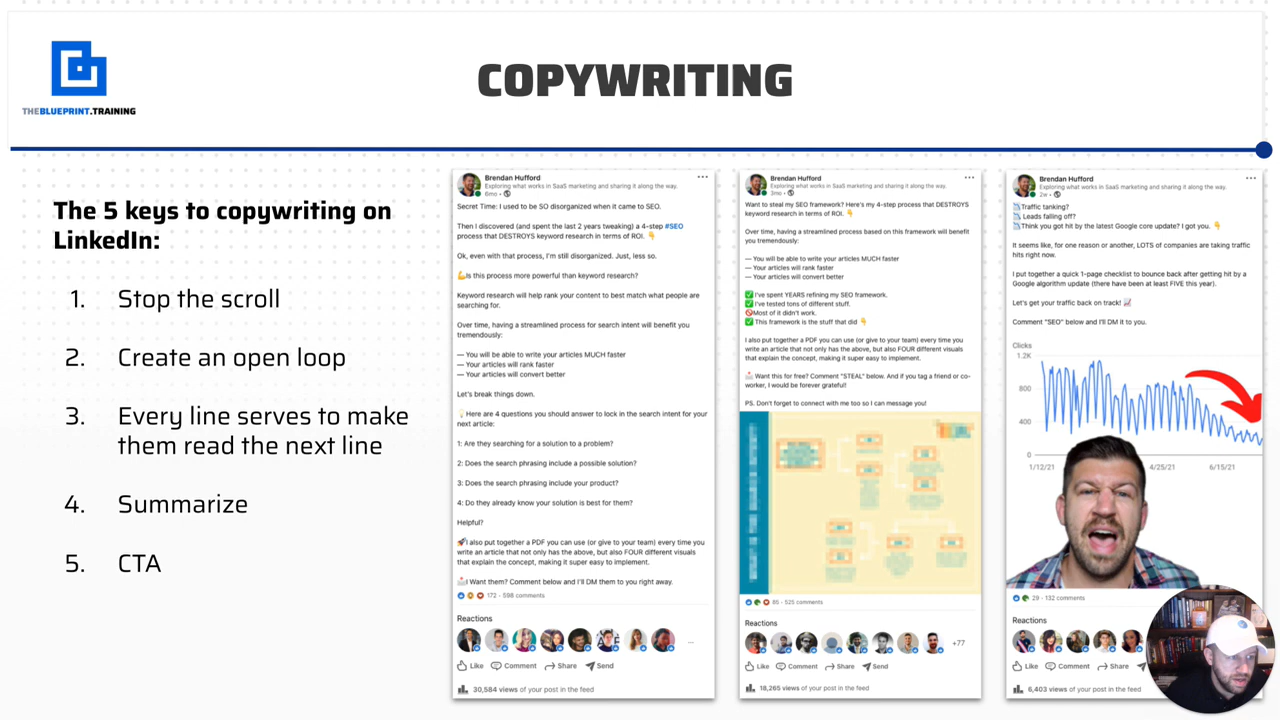 THEBLUEPRINT.TRAINING
COPYWRITING
The 5 keys to copywriting on
LinkedIn:
1. Stop the scroll
2. Create an open loop
3. Every line serves to make
them read the next line
4. Summarize
5. CTA
Brendan Hufford
Exploring what works in SaaS marketing and sharing it along the way.
6mo •
Secret Time: I used to be SO disorganized when it came to SEO.
Then I discovered (and spent the last 2 years tweaking) a 4-step #SEO
process that DESTROYS keyword research in terms of ROI. 👇
Ok, even with that process, I'm still disorganized. Just, less so.
💪Is this process more powerful than keyword research?
Keyword research will help rank your content to best match what people are
searching for.
Over time, having a streamlined process for search intent will benefit you
tremendously:
— You will be able to write your articles MUCH faster
— Your articles will rank faster
— Your articles will convert better
Let's break things down.
💡Here are 4 questions you should answer to lock in the search intent for your
next article:
1: Are they searching for a solution to a problem?
2: Does the search phrasing include a possible solution?
3: Does the search phrasing include your product?
4: Do they already know your solution is best for them?
Helpful?
🚀I also put together a PDF you can use (or give to your team) every time you
write an article that not only has the above, but also FOUR different visuals
that explain the concept, making it super easy to implement.
📩 Want them? Comment below and I'll DM them to you right away.
172 · 598 comments
Reactions
Like Comment Share Send
30,584 views of your post in the feed
Brendan Hufford
Exploring what works in SaaS marketing and sharing it along the way.
3mo •
Want to steal my SEO framework? Here's my 4-step process that DESTROYS
keyword research in terms of ROI. 👇
Over time, having a streamlined process based on this framework will benefit
you tremendously:
— You will be able to write your articles MUCH faster
— Your articles will rank faster
— Your articles will convert better
✅ I've spent YEARS refining my SEO framework.
✅ I've tested tons of different stuff.
🚫Most of it didn't work.
✅ This framework is the stuff that did 👇
I also put together a PDF you can use (or give to your team) every time you
write an article that not only has the above, but also FOUR different visuals
that explain the concept, making it super easy to implement.
📩 Want this for free? Comment "STEAL" below. And if you tag a friend or co-
worker, I would be forever grateful!
PS. Don't forget to connect with me too so I can message you!
85 · 525 comments
Reactions
+77
Like Comment Share Send
18,265 views of your post in the feed
Brendan Hufford
Exploring what works in SaaS marketing and sharing it along the way.
2w •
📉Traffic tanking?
📉 Leads falling off?
📉Think you got hit by the latest Google core update? I got you. 👇
It seems like, for one reason or another, LOTS of companies are taking traffic
hits right now.
I put together a quick 1-page checklist to bounce back after getting hit by a
Google algorithm update (there have been at least FIVE this year).
Let's get your traffic back on track! 📈
Comment "SEO" below and I'll DM it to you.
Clicks
1.2K
800
400
0
1/12/21 4/25/21 6/15/21
29 · 132 comments
Reactions
Like Comment Share
6,403 views of your post in the feed